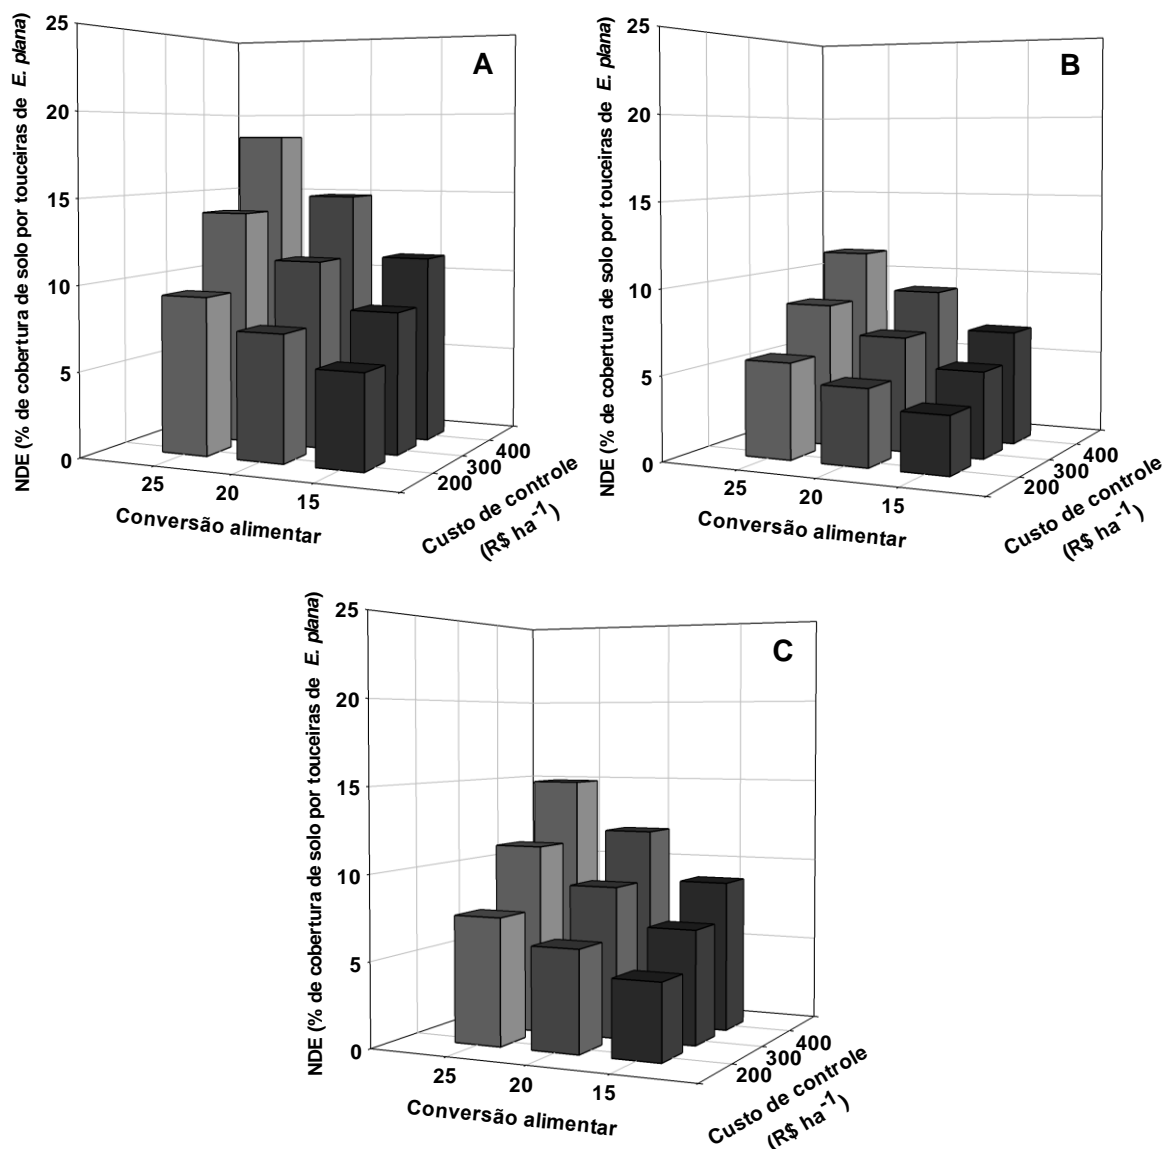 NDE (% de cobertura de solo por touceiras de E. plana)
A
25
20
15
10
5
0
25
20
15
Conversão alimentar
200
300
400
Custo de controle
(R$ ha-1)
NDE (% de cobertura de solo por touceiras de E. plana)
B
25
20
15
10
5
0
25
20
15
Conversão alimentar
200
300
400
Custo de controle
(R$ ha-1)
NDE (% de cobertura de solo por touceiras de E. plana)
C
25
20
15
10
5
0
25
20
15
Conversão alimentar
200
300
400
Custo de controle
(R$ ha-1)